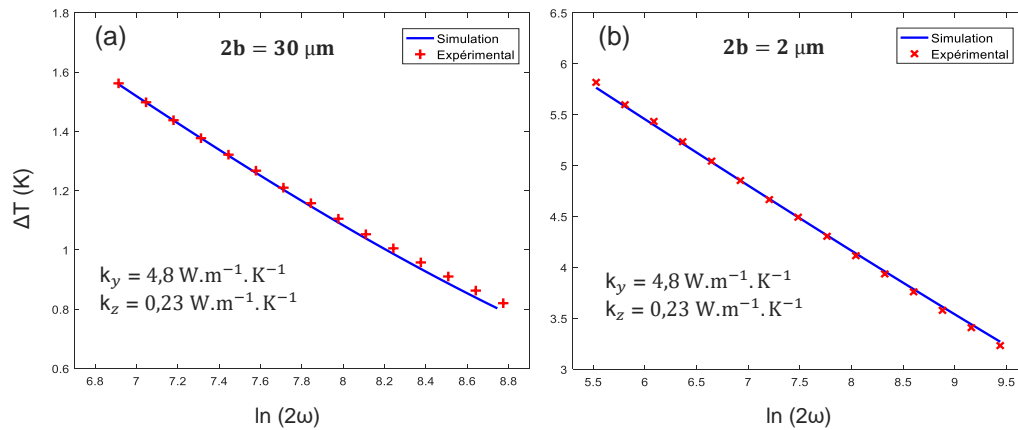 (a)
2b = 30 μm
Simulation
Expérimental
ΔT (K)
1.8
1.6
1.4
1.2
1
0.8
0.6
k_y = 4,8 W.m⁻¹.K⁻¹
k_z = 0,23 W.m⁻¹.K⁻¹
6.8 7 7.2 7.4 7.6 7.8 8 8.2 8.4 8.6 8.8
ln (2ω)
(b)
2b = 2 μm
Simulation
Expérimental
6.5
6
5.5
5
4.5
4
3.5
3
k_y = 4,8 W.m⁻¹.K⁻¹
k_z = 0,23 W.m⁻¹.K⁻¹
5.5 6 6.5 7 7.5 8 8.5 9 9.5
ln (2ω)